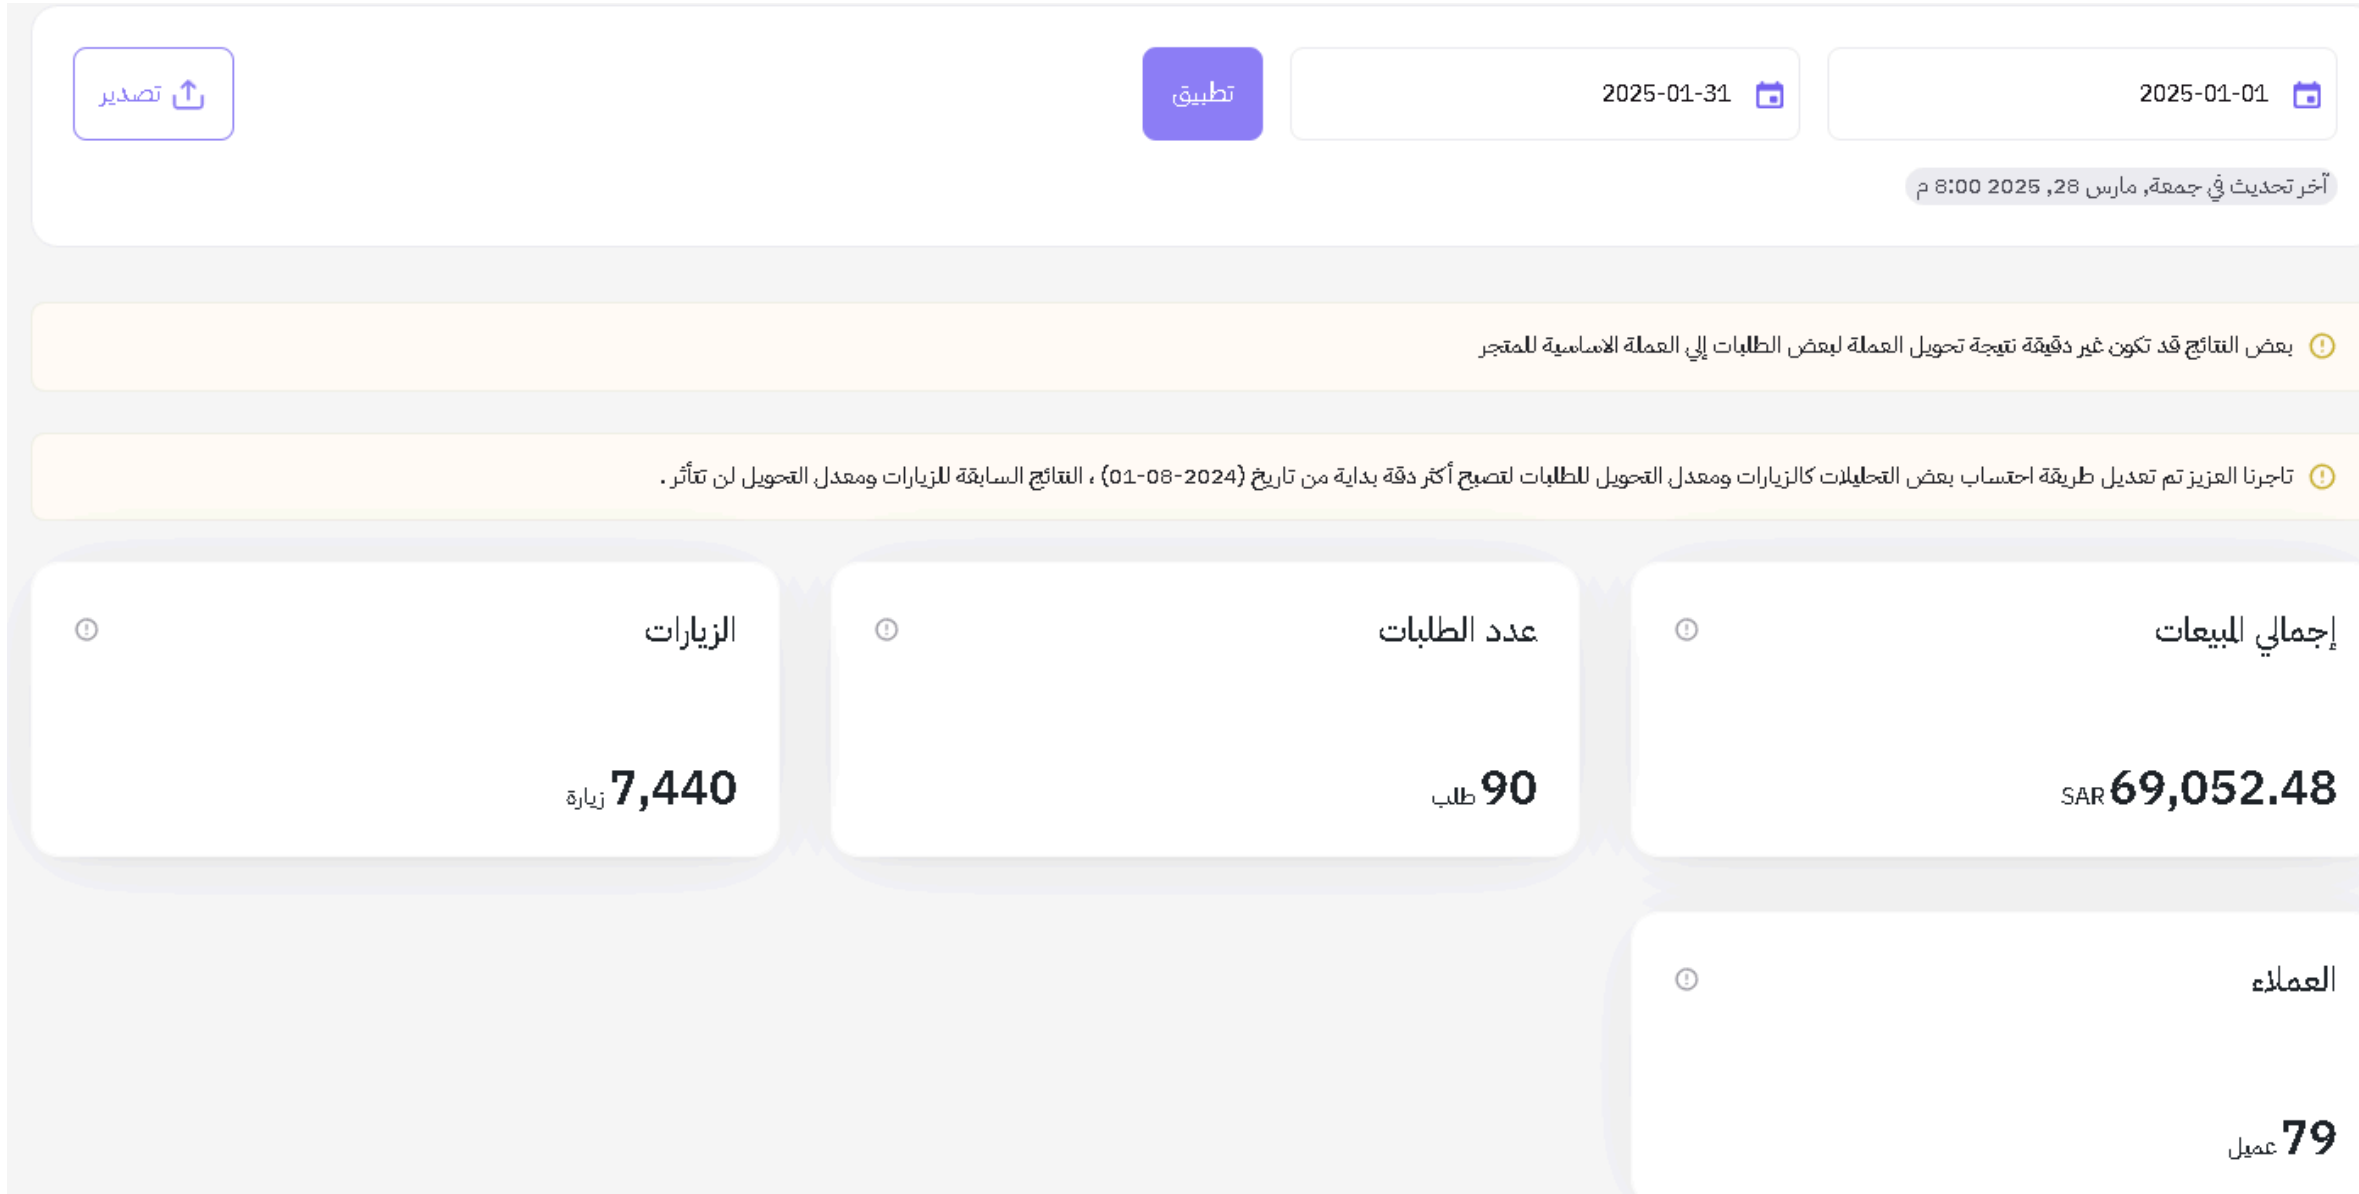 2025-01-01
2025-01-31
تطبيق
تصدير
آخر تحديث في جمعة, مارس 28, 2025 8:00 م
بعض النتائج قد تكون غير دقيقة نتيجة تحويل العملة لبعض الطلبات إلي العملة الاساسية للمتجر
تاجرنا العزيز تم تعديل طريقة احتساب بعض التحليلات كالزيارات ومعدل التحويل للطلبات لتصبح أكثر دقة بداية من تاريخ (2024-08-01) ، النتائج السابقة للزيارات ومعدل التحويل لن تتأثر .
إجمالي المبيعات
69,052.48 SAR
عدد الطلبات
90 طلب
الزيارات
7,440 زيارة
العملاء
79 عميل